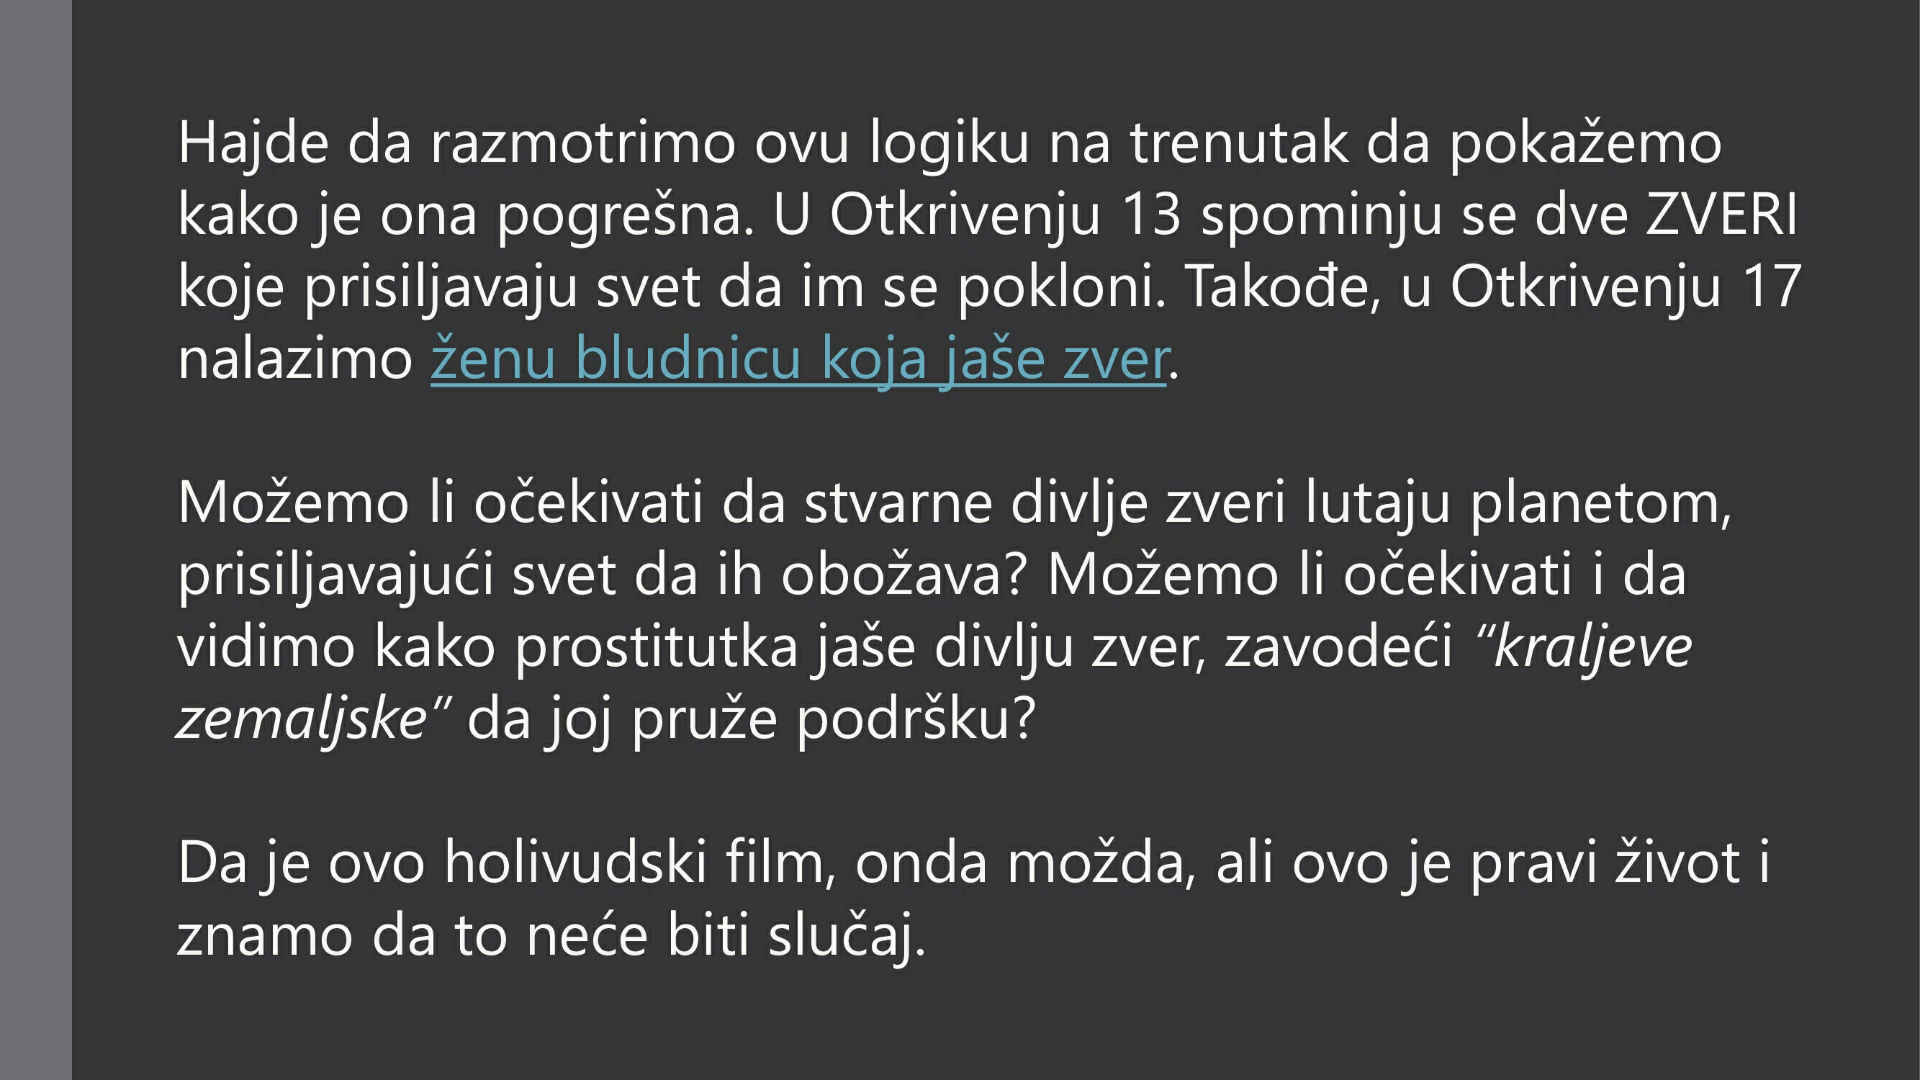 Hajde da razmotrimo ovu logiku na trenutak da pokažemo
kako je ona pogrešna. U Otkrivenju 13 spominju se dve ZVERI
koje prisiljavaju svet da im se pokloni. Takođe, u Otkrivenju 17
nalazimo ženu bludnicu koja jaše zver.
Možemo li očekivati da stvarne divlje zveri lutaju planetom,
prisiljavajući svet da ih obožava? Možemo li očekivati i da
vidimo kako prostitutka jaše divlju zver, zavodeći “kraljeve
zemaljske” da joj pruže podršku?
Da je ovo holivudski film, onda možda, ali ovo je pravi život i
znamo da to neće biti slučaj.